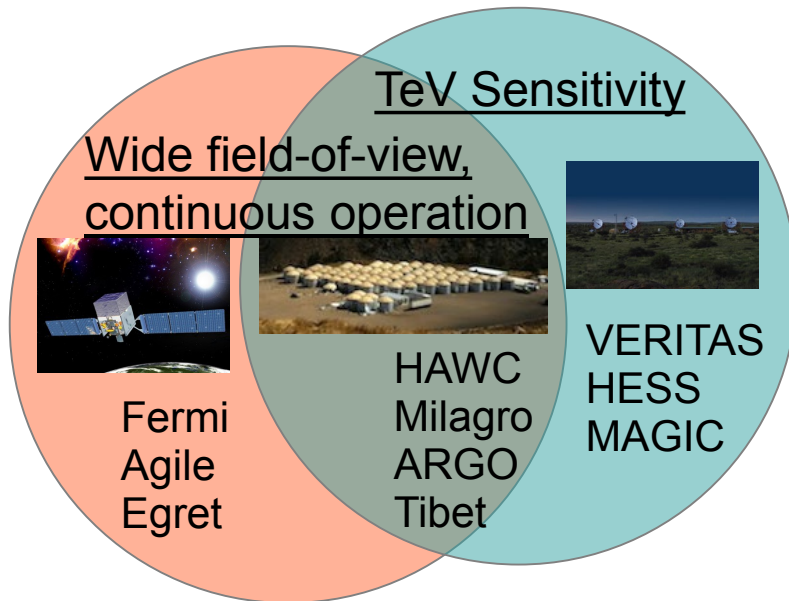 TeV Sensitivity
Wide field-of-view,
continuous operation
Fermi
Agile
Egret
HAWC
Milagro
ARGO
Tibet
VERITAS
HESS
MAGIC